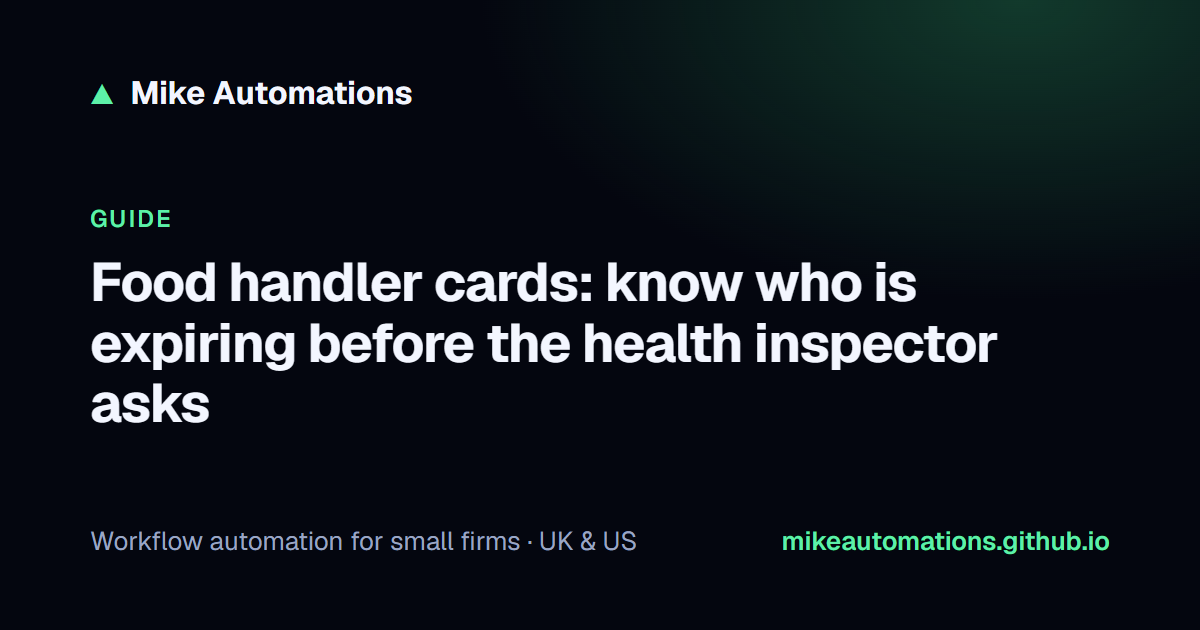 Mike Automations
GUIDE
Food handler cards: know who is
expiring before the health inspector
asks
Workflow automation for small firms · UK & US
mikeautomations.github.io